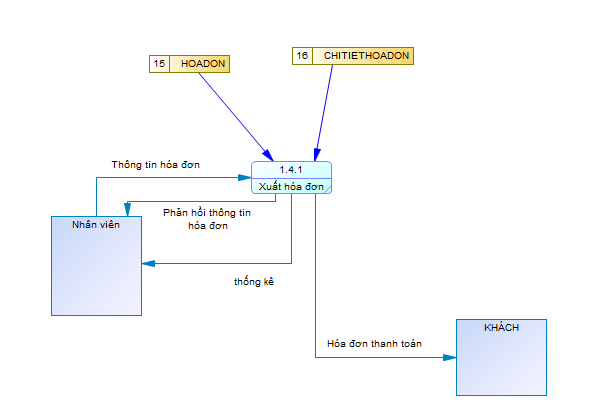 15 HOADON
16 CHITIETHOADON
Thông tin hóa đơn
1.4.1
Xuất hóa đơn
Phản hồi thông tin
hóa đơn
Nhân viên
thống kê
KHÁCH
Hóa đơn thanh toán